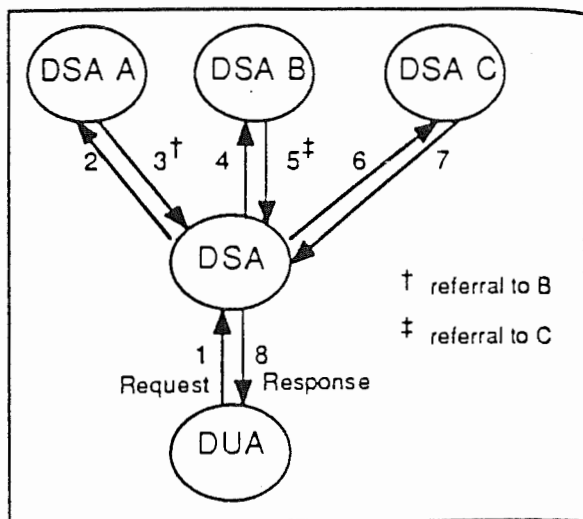 DSA A DSA B DSA C
2 3† 4 5‡ 6 7
DSA
† referral to B
‡ referral to C
1 8
Request Response
DUA